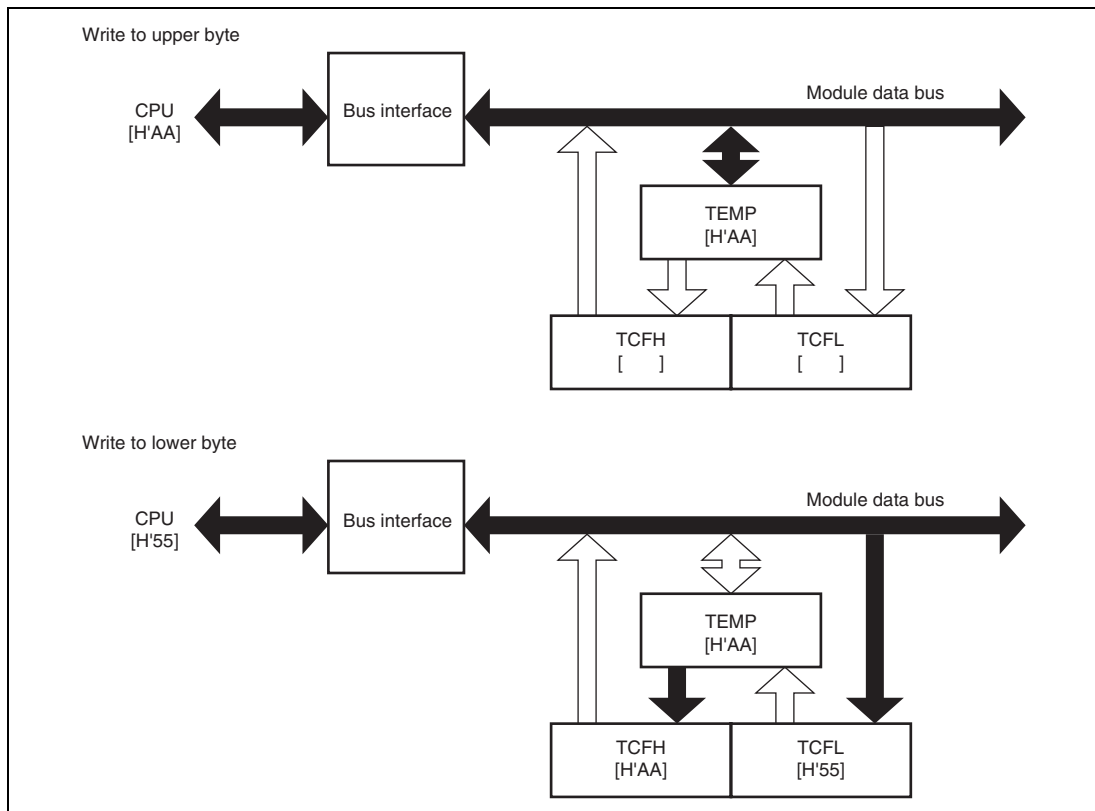 Write to upper byte
CPU
[H'AA]
Bus interface
Module data bus
TEMP
[H'AA]
TCFH
[ ]
TCFL
[ ]
Write to lower byte
CPU
[H'55]
Bus interface
Module data bus
TEMP
[H'AA]
TCFH
[H'AA]
TCFL
[H'55]